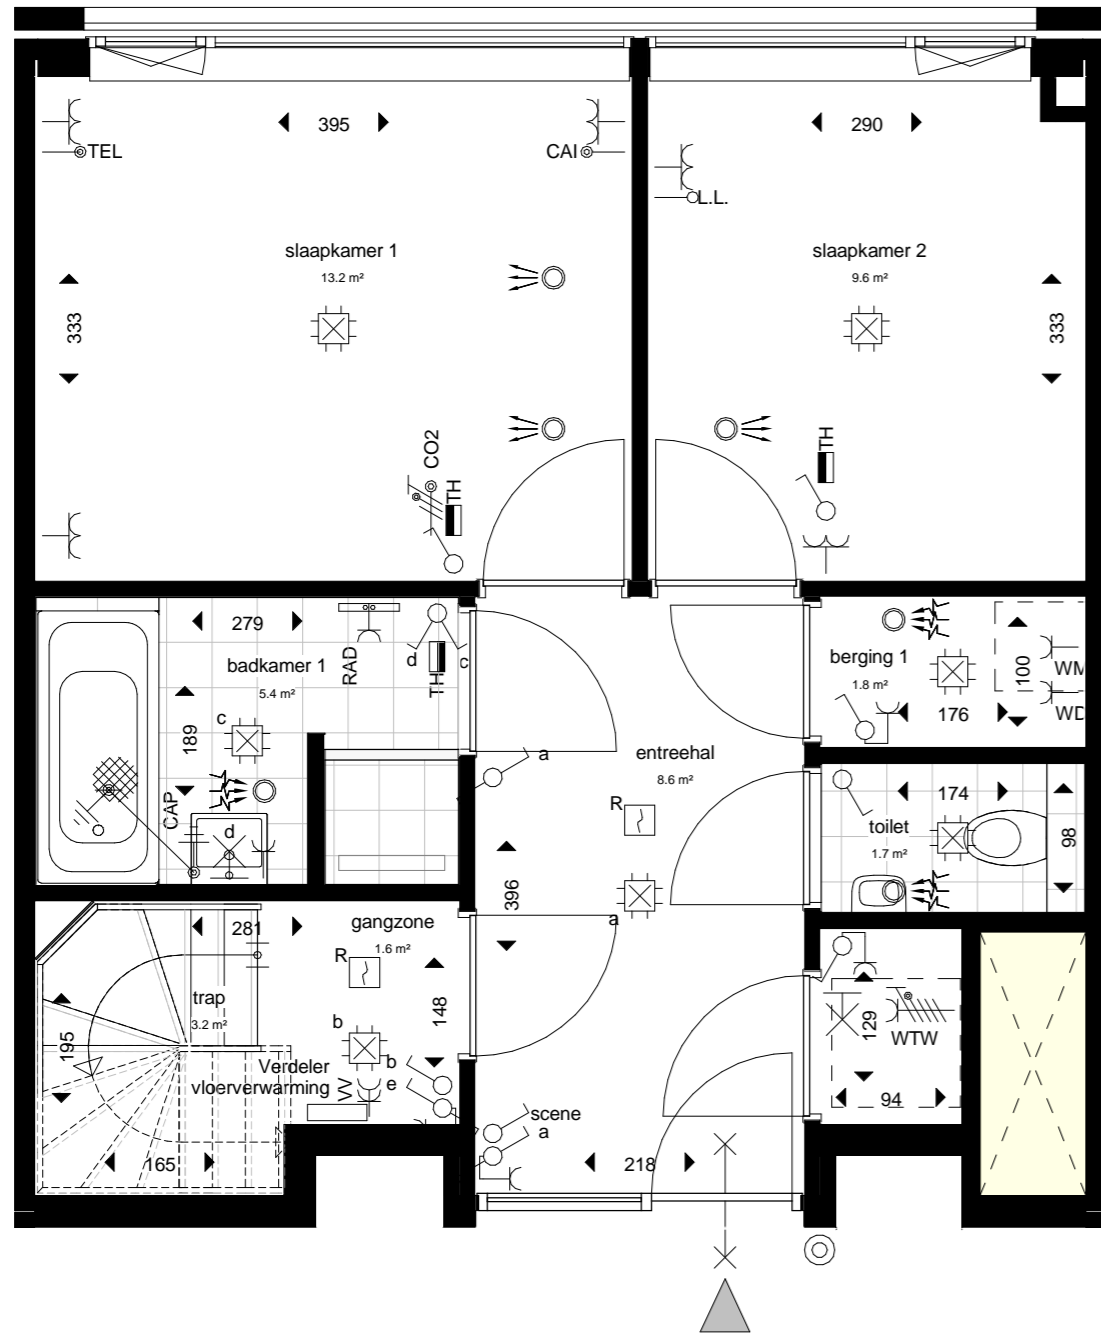 395
290
TEL
CAI
L.L.
slaapkamer 1
13.2 m²
slaapkamer 2
9.6 m²
333
333
CO2
TH
TH
279
RAD
d
c
TH
badkamer 1
5.4 m²
189
c
CAP
d
berging 1
1.8 m²
100
WM
176
WD
entreehal
8.6 m²
a
R
396
a
174
toilet
1.7 m²
98
281
gangzone
1.6 m²
R
trap
3.2 m²
148
195
b
b
e
Verdeler
vloerverwarming
VV
129
WTW
94
scene
a
165
218